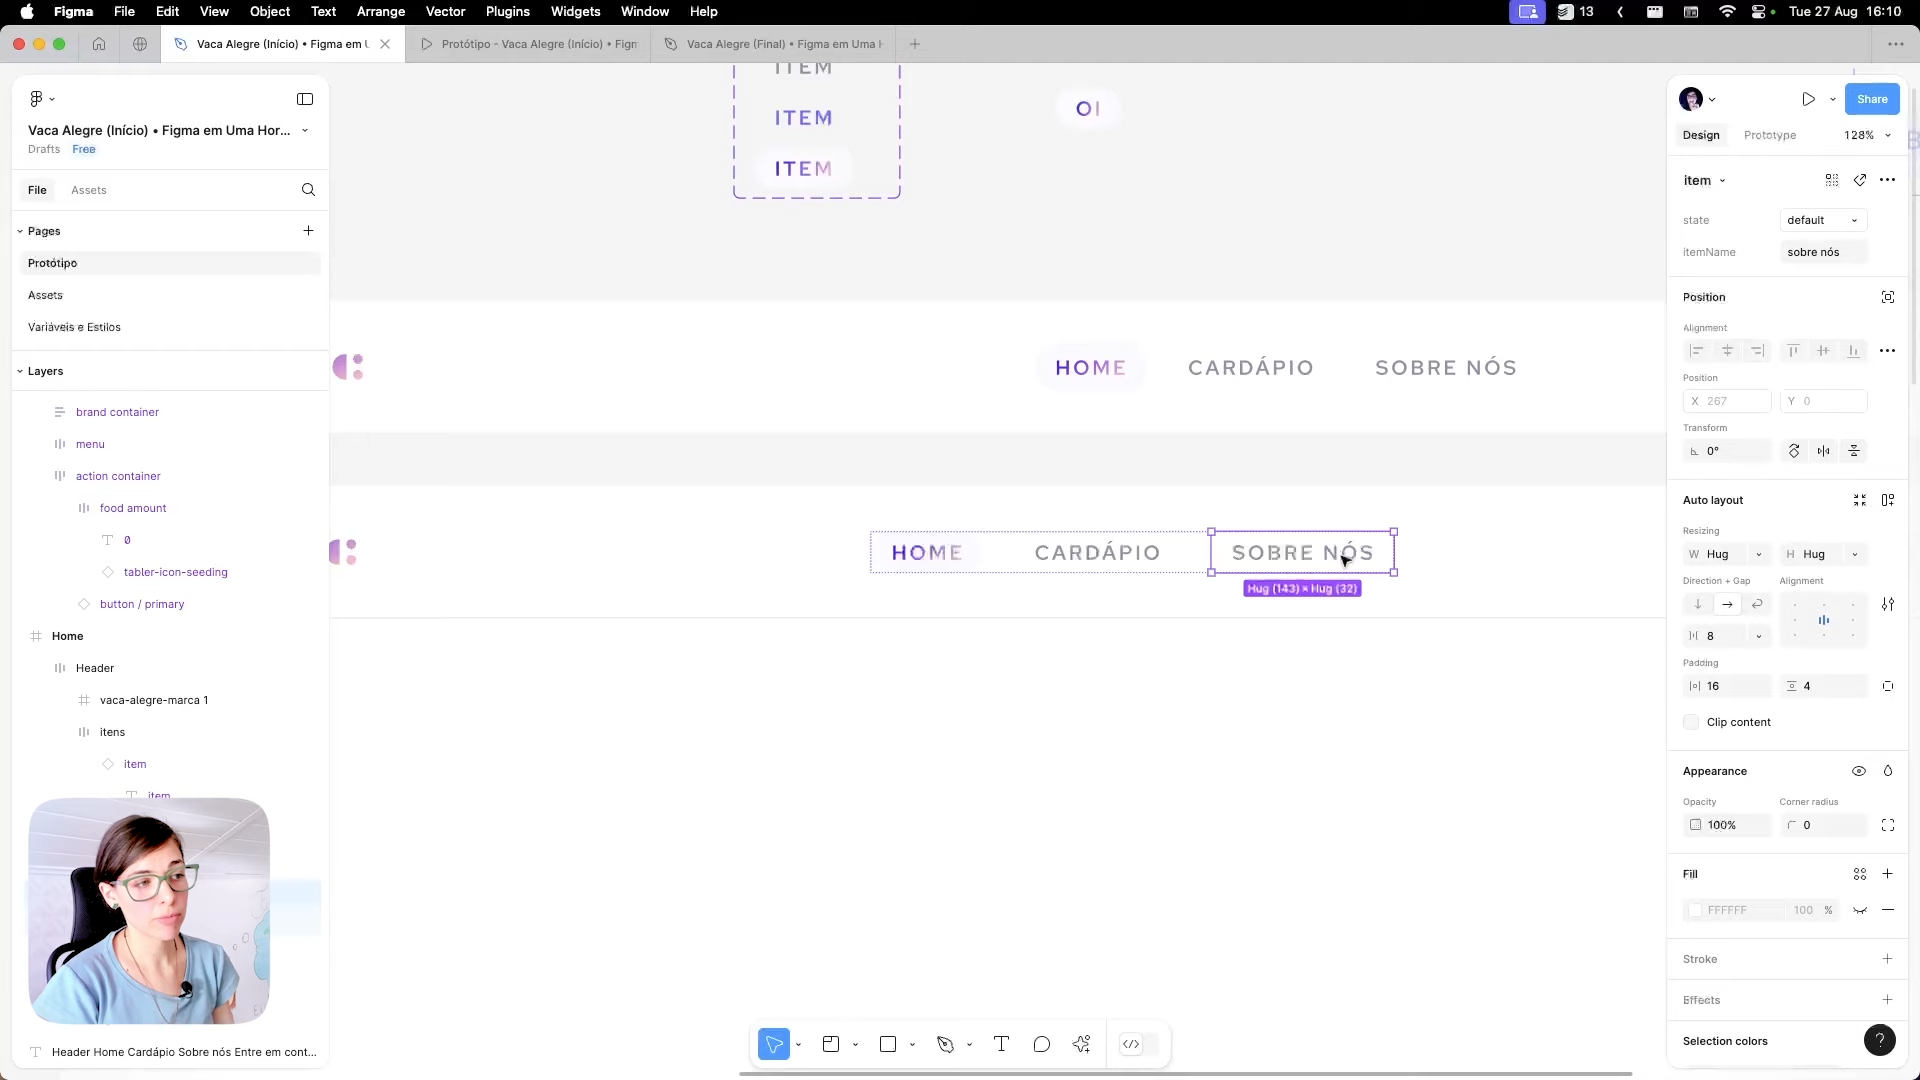 Figma File Edit View Object Text Arrange Vector Plugins Widgets Window Help
13
Tue 27 Aug 16:10
Vaca Alegre (Início) • Figma em U
Protótipo - Vaca Alegre (Início) • Figm
Vaca Alegre (Final) • Figma em Uma H
Vaca Alegre (Início) • Figma em Uma Hor...
Drafts Free
File Assets
Pages
Protótipo
Assets
Variáveis e Estilos
Layers
brand container
menu
action container
food amount
0
tabler-icon-seeding
button / primary
Home
Header
vaca-alegre-marca 1
itens
item
item
Header Home Cardápio Sobre nós Entre em cont...
ITEM
ITEM
ITEM
OI
HOME CARDÁPIO SOBRE NÓS
HOME CARDÁPIO SOBRE NÓS
Hug (143) × Hug (32)
Share
Design Prototype 128%
item
state default
itemName sobre nós
Position
Alignment
Position
X 267 Y 0
Transform
0°
Auto layout
Resizing
W Hug H Hug
Direction + Gap Alignment
8
Padding
16 4
Clip content
Appearance
Opacity Corner radius
100% 0
Fill
FFFFFF 100 %
Stroke
Effects
Selection colors
?